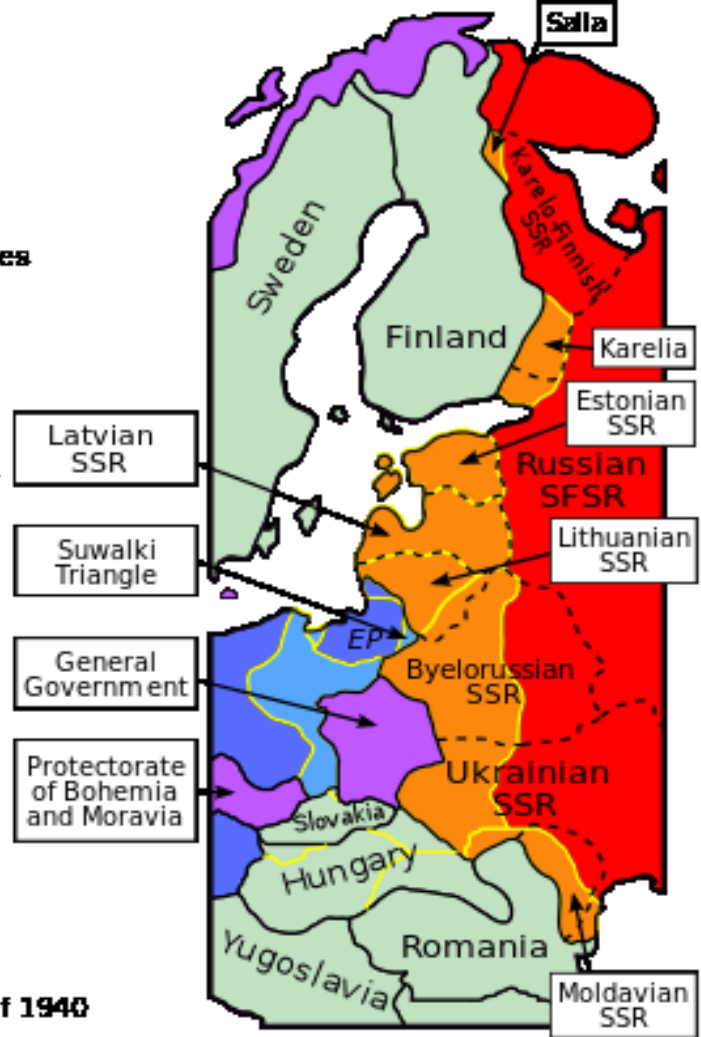 Salla
Karelo-Finnish
SSR
es
Sweden
Finland
Karelia
Estonian
SSR
Latvian
SSR
Russian
SFSR
Lithuanian
SSR
Suwalki
Triangle
EP
General
Government
Byelorussian
SSR
Protectorate
of Bohemia
and Moravia
Ukrainian
SSR
Slovakia
Hungary
Yugoslavia
Romania
Moldavian
SSR
f 1940